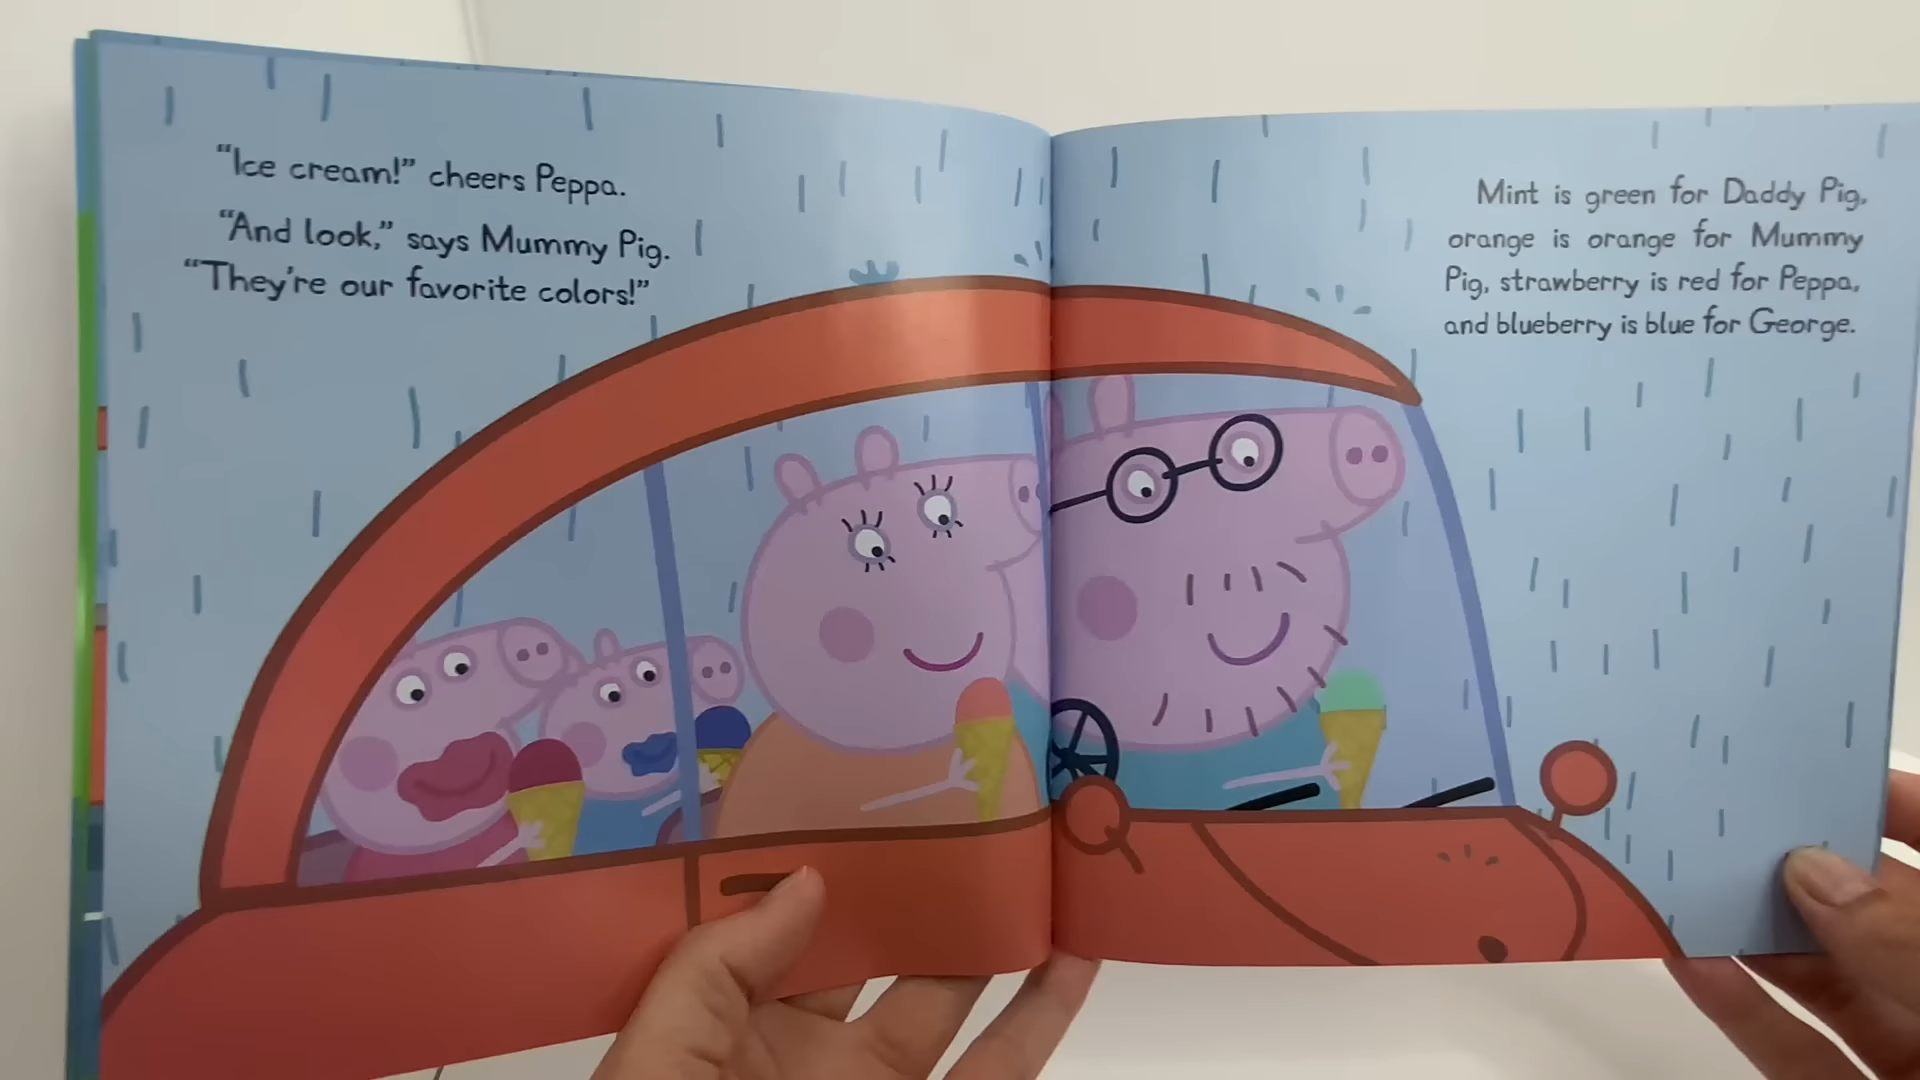 “Ice cream!” cheers Peppa.
“And look,” says Mummy Pig.
“They’re our favorite colors!”
Mint is green for Daddy Pig,
orange is orange for Mummy
Pig, strawberry is red for Peppa,
and blueberry is blue for George.